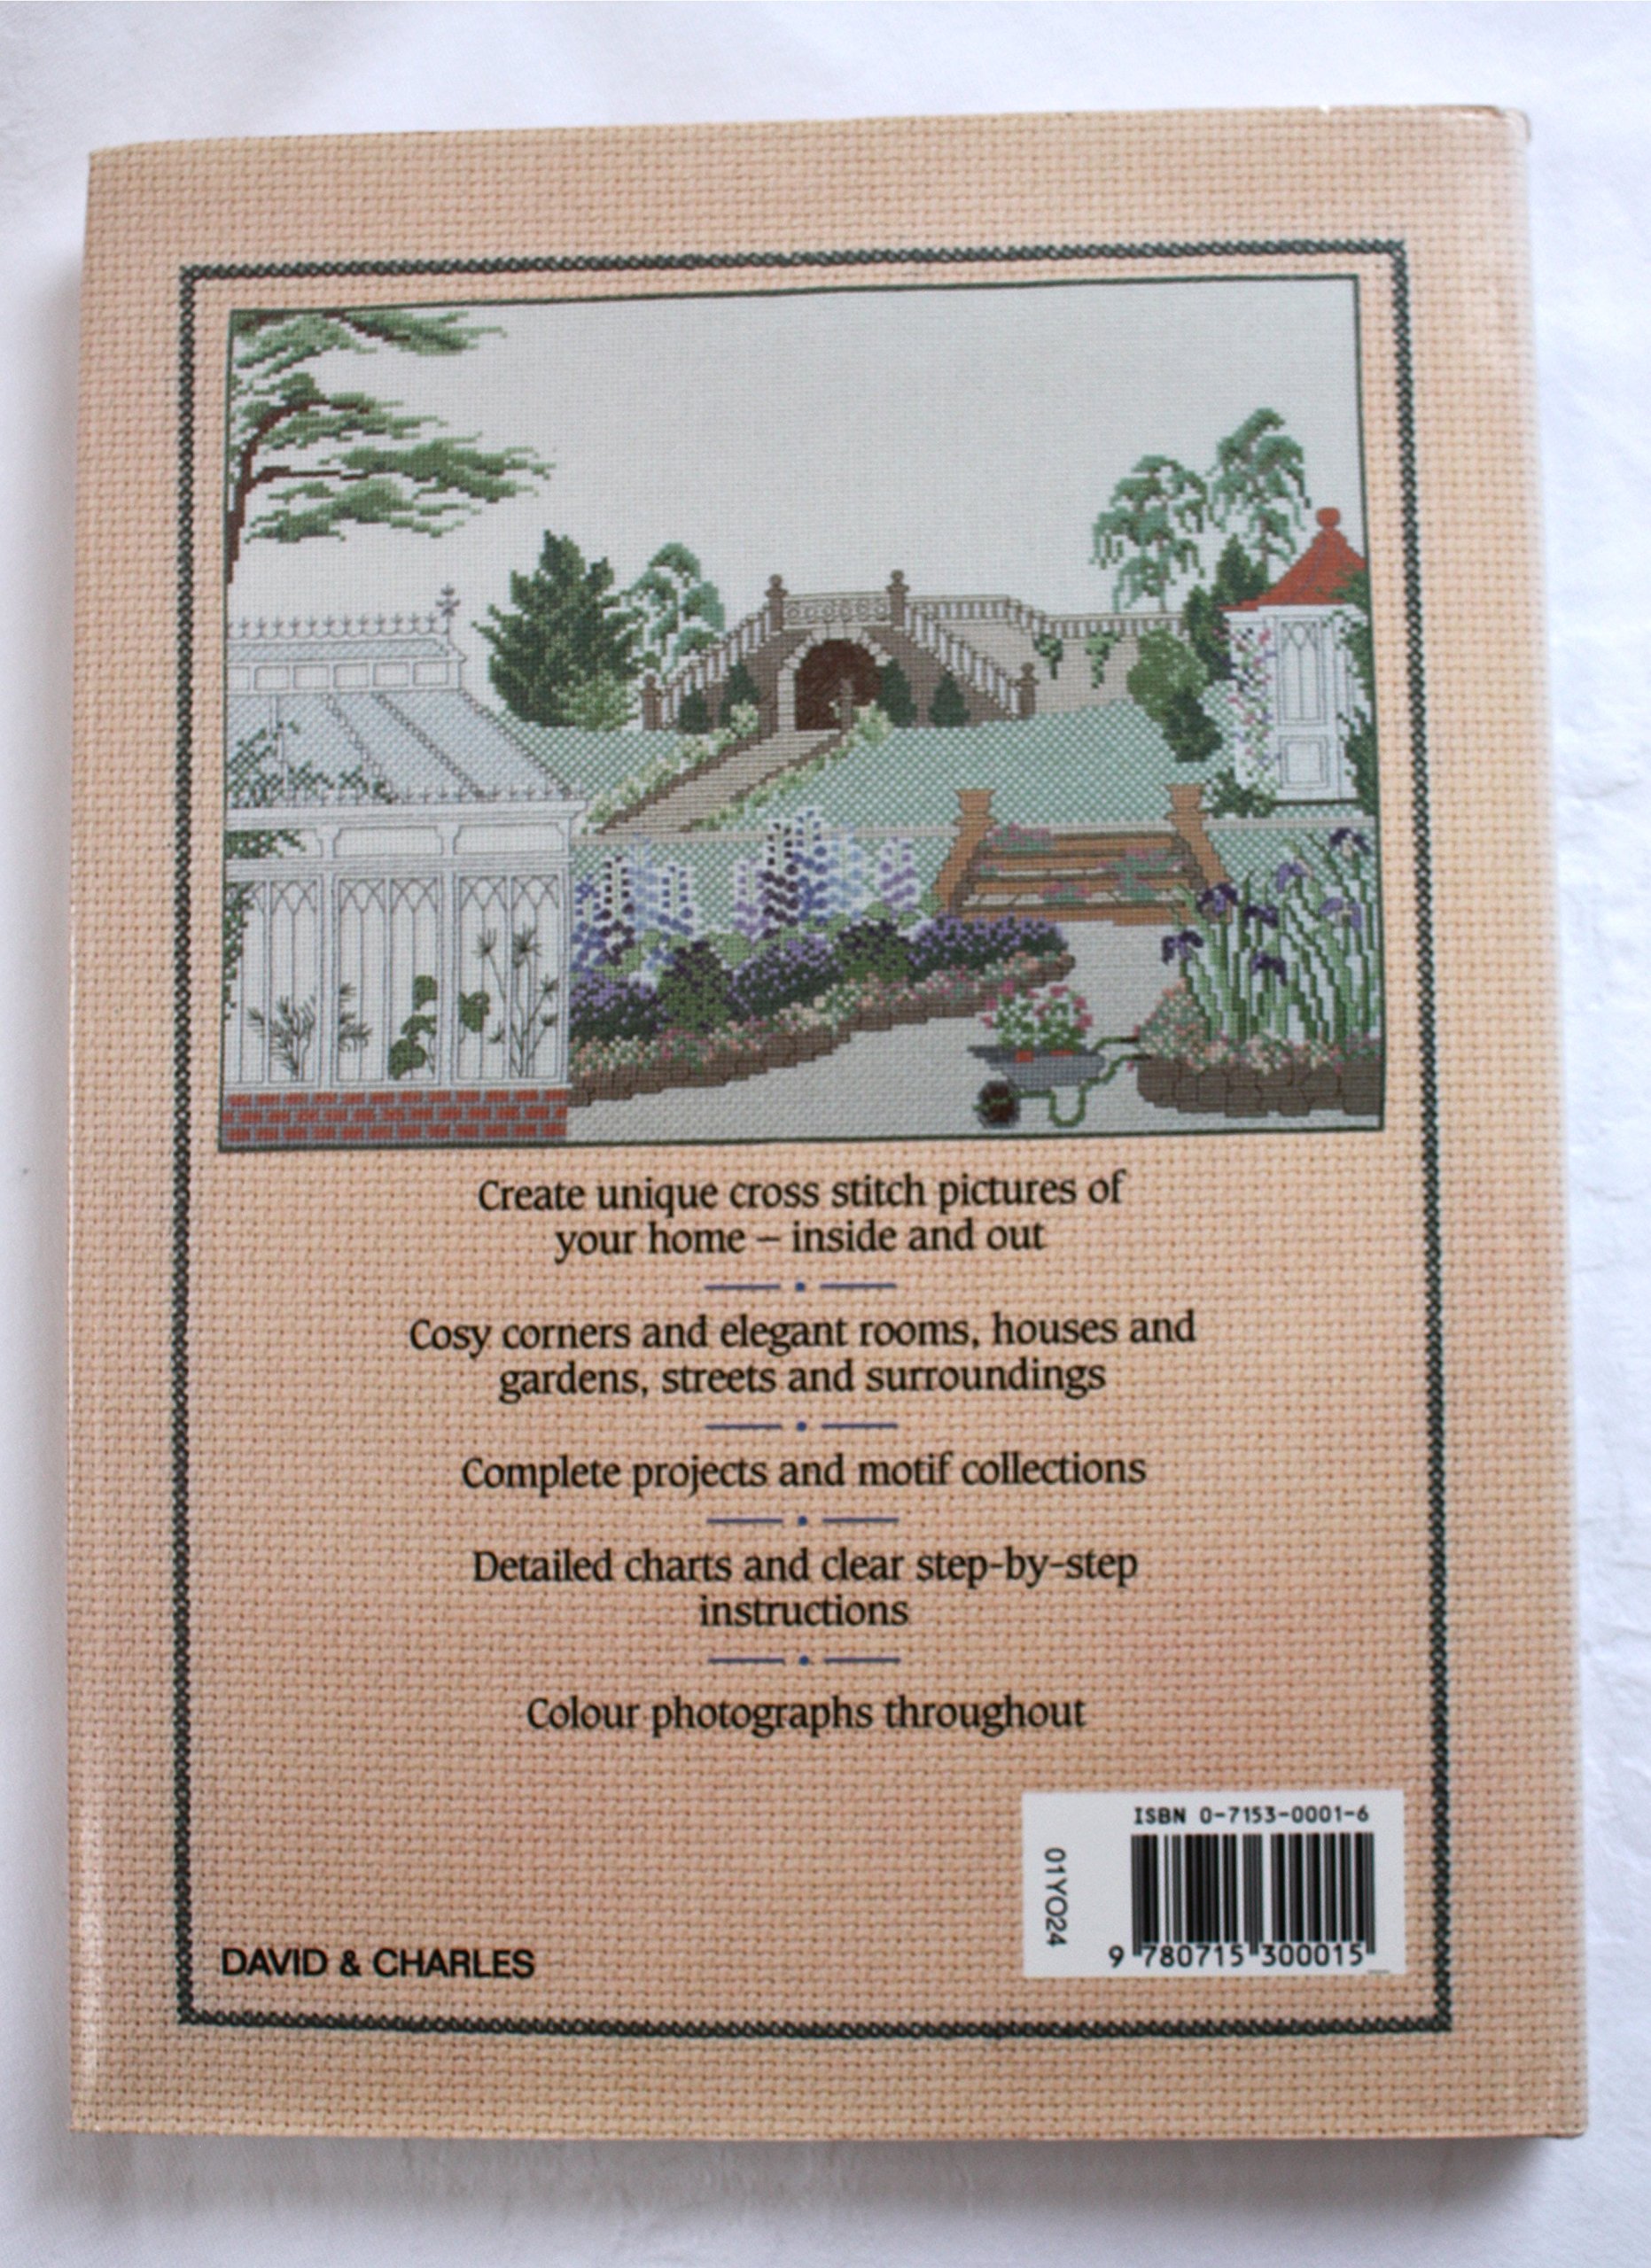 Create unique cross stitch pictures of
your home – inside and out
Cosy corners and elegant rooms, houses and
gardens, streets and surroundings
Complete projects and motif collections
Detailed charts and clear step-by-step
instructions
Colour photographs throughout
ISBN 0-7153-0001-6
01YO24
9 780715 300015
DAVID & CHARLES